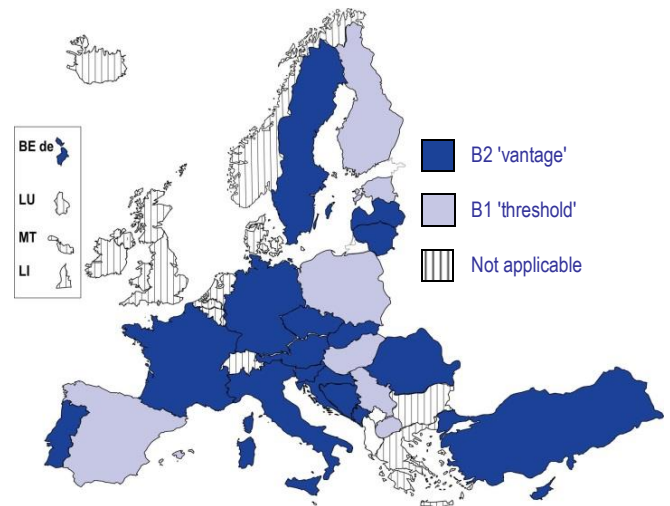 BE de
LU
MT
LI
B2 'vantage'
B1 'threshold'
Not applicable